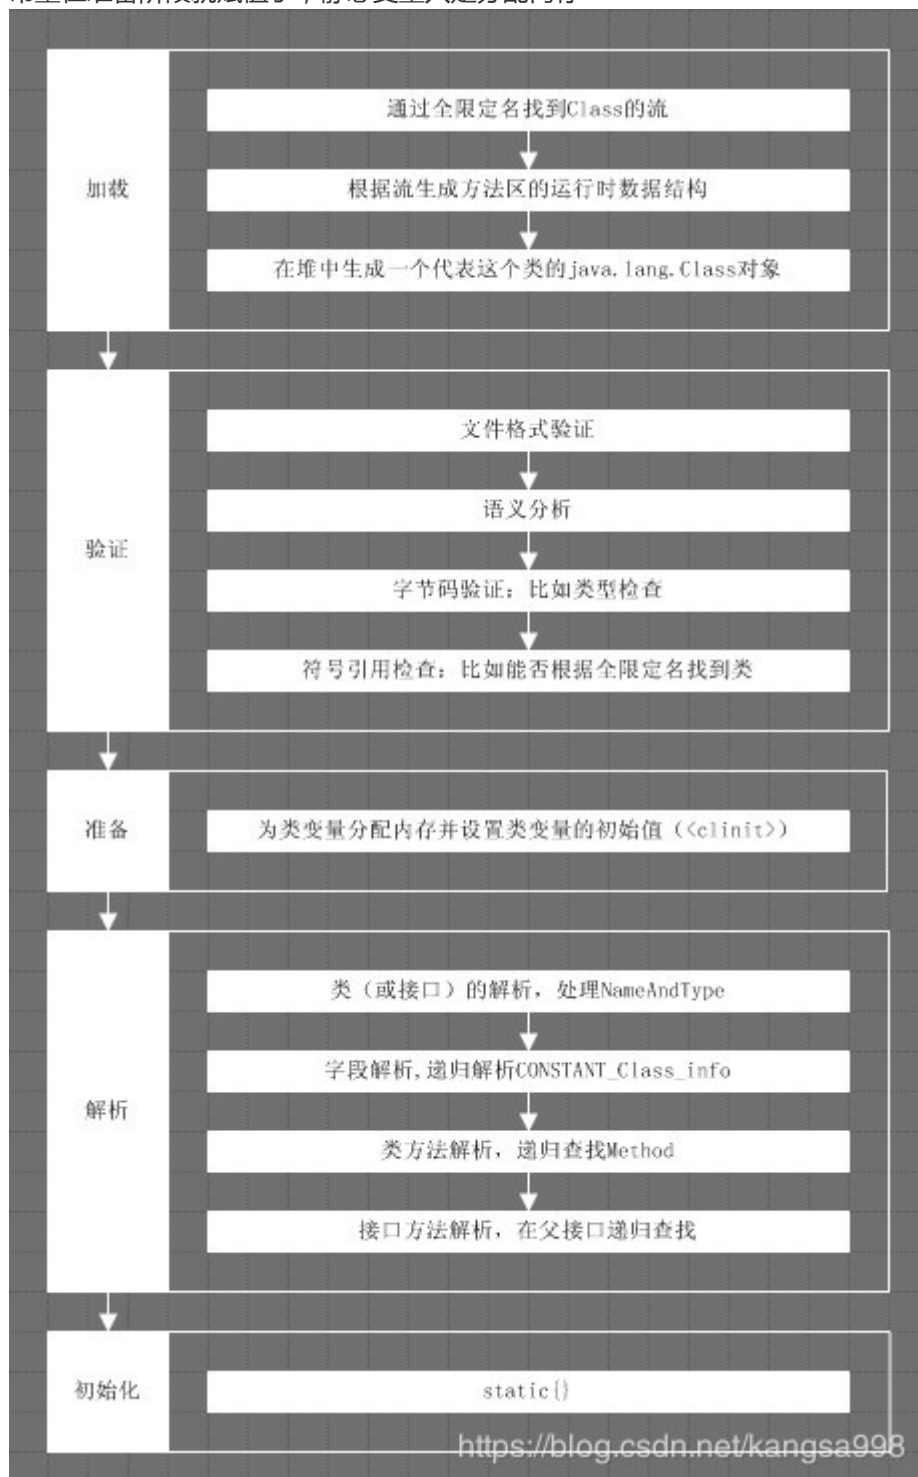 加载
通过全限定名找到Class的流
根据流生成方法区的运行时数据结构
在堆中生成一个代表这个类的java.lang.Class对象
验证
文件格式验证
语义分析
字节码验证：比如类型检查
符号引用检查：比如能否根据全限定名找到类
准备
为类变量分配内存并设置类变量的初始值（<clinit>）
解析
类（或接口）的解析，处理NameAndType
字段解析,递归解析CONSTANT_Class_info
类方法解析，递归查找Method
接口方法解析，在父接口递归查找
初始化
static{}
https://blog.csdn.net/kangsa998